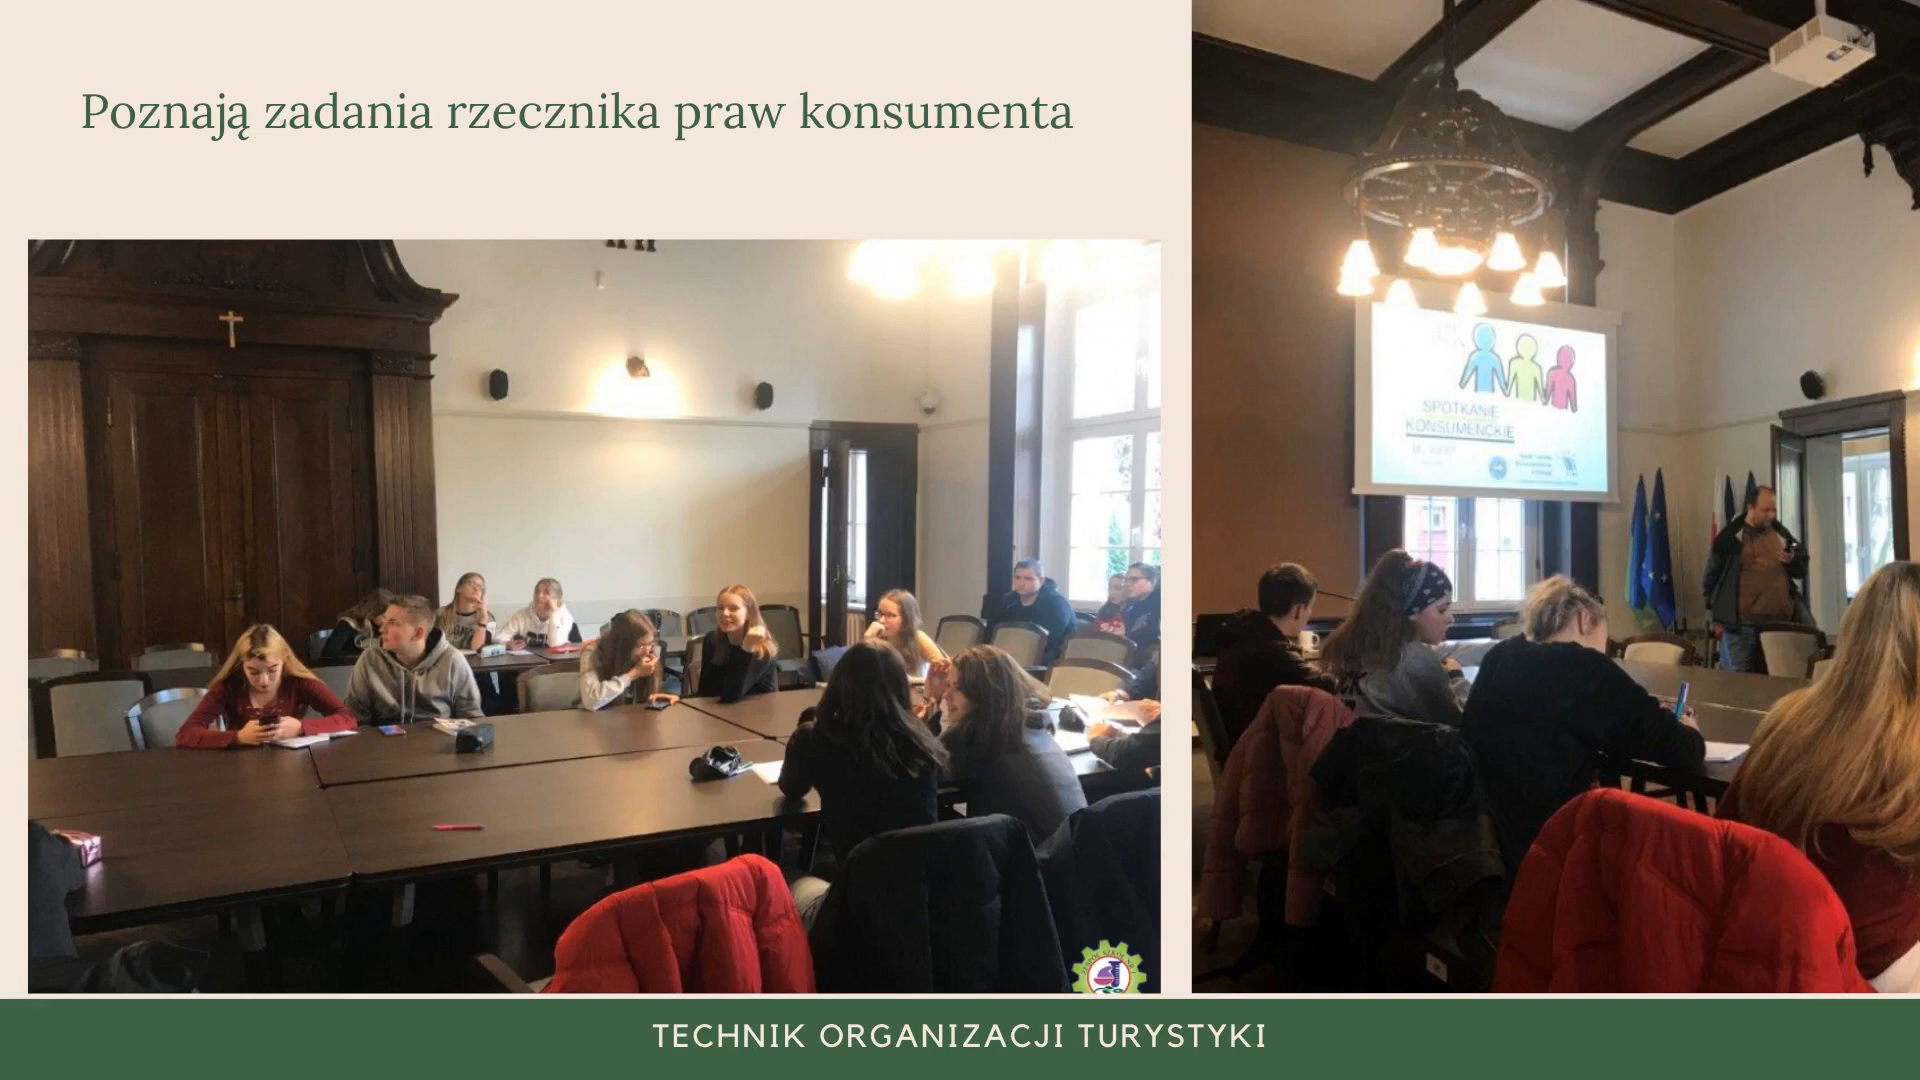 Poznają zadania rzecznika praw konsumenta
SPOTKANIE
KONSUMENCKIE
TECHNIK ORGANIZACJI TURYSTYKI